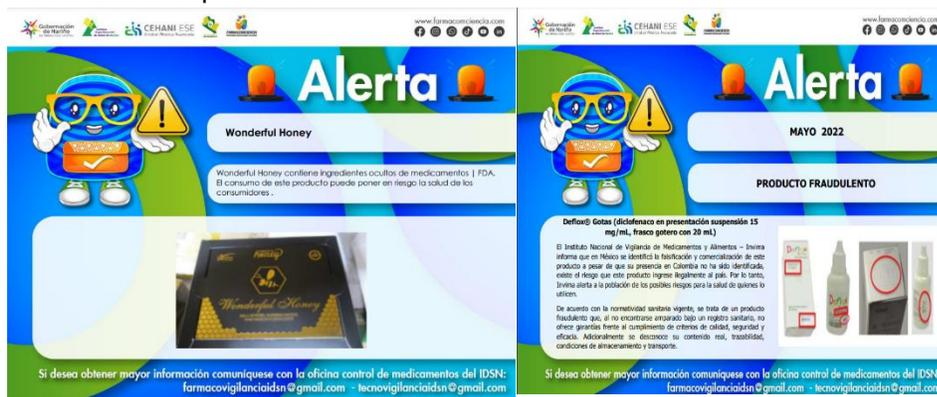 Gobernación
de Nariño
CEHANI ESE
www.farmacomciencia.com
Alerta
Wonderful Honey
Wonderful Honey contiene ingredientes ocultos de medicamentos | FDA.
El consumo de este producto puede poner en riesgo la salud de los
consumidores .
Wonderful Honey
Si desea obtener mayor información comuníquese con la oficina control de medicamentos del IDSN:
farmacovigilanciaidsn@gmail.com - tecnovigilanciaidsn@gmail.com
Gobernación
de Nariño
CEHANI ESE
www.farmacomciencia.com
Alerta
MAYO 2022
PRODUCTO FRAUDULENTO
Deflox® Gotas (diclofenaco en presentación suspensión 15
mg/mL, frasco gotero con 20 mL)
El Instituto Nacional de Vigilancia de Medicamentos y Alimentos – Invima
informa que en México se identificó la falsificación y comercialización de este
producto a pesar de que su presencia en Colombia no ha sido identificada,
existe el riesgo que este producto ingrese ilegalmente al país. Por lo tanto,
Invima alerta a la población de los posibles riesgos para la salud de quienes lo
utilicen.
De acuerdo con la normatividad sanitaria vigente, se trata de un producto
fraudulento que, al no encontrarse amparado bajo un registro sanitario, no
ofrece garantías frente al cumplimiento de criterios de calidad, seguridad y
eficacia. Adicionalmente se desconoce su contenido real, trazabilidad,
condiciones de almacenamiento y transporte.
Deflox
Si desea obtener mayor información comuníquese con la oficina control de medicamentos del IDSN
farmacovigilanciaidsn@gmail.com - tecnovigilanciaidsn@gmail.com